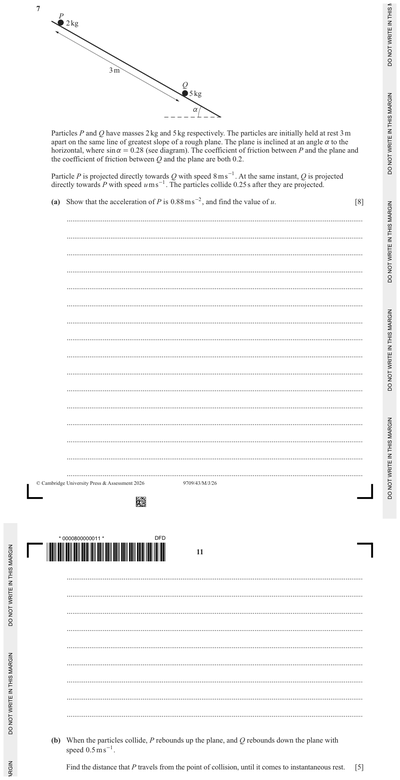 7
P
2 kg
3 m
Q
5 kg
α
Particles P and Q have masses 2 kg and 5 kg respectively. The particles are initially held at rest 3 m
apart on the same line of greatest slope of a rough plane. The plane is inclined at an angle α to the
horizontal, where sin α = 0.28 (see diagram). The coefficient of friction between P and the plane and
the coefficient of friction between Q and the plane are both 0.2.
Particle P is projected directly towards Q with speed 8 m s⁻¹. At the same instant, Q is projected
directly towards P with speed u m s⁻¹. The particles collide 0.25 s after they are projected.
(a) Show that the acceleration of P is 0.88 m s⁻², and find the value of u. [8]
© Cambridge University Press & Assessment 2026
9709/43/M/J/26
DO NOT WRITE IN THIS MARGIN
DO NOT WRITE IN THIS MARGIN
DO NOT WRITE IN THIS MARGIN
DO NOT WRITE IN THIS MARGIN
DO NOT WRITE IN THIS MARGIN
* 0000800000011 *
DFD
11
(b) When the particles collide, P rebounds up the plane, and Q rebounds down the plane with
speed 0.5 m s⁻¹.
Find the distance that P travels from the point of collision, until it comes to instantaneous rest. [5]
DO NOT WRITE IN THIS MARGIN
DO NOT WRITE IN THIS MARGIN
ARGIN